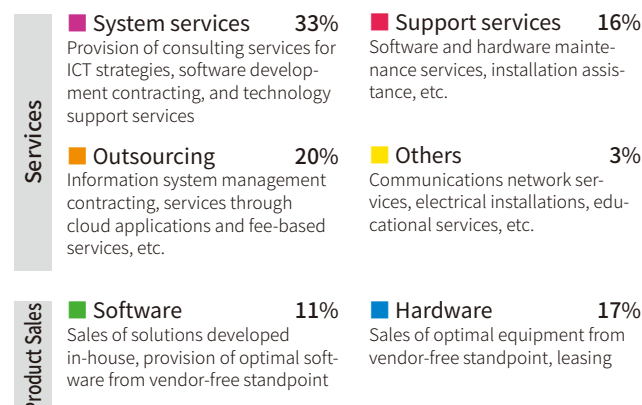 Services
System services 33%
Provision of consulting services for
ICT strategies, software develop-
ment contracting, and technology
support services
Support services 16%
Software and hardware mainte-
nance services, installation assis-
tance, etc.
Outsourcing 20%
Information system management
contracting, services through
cloud applications and fee-based
services, etc.
Others 3%
Communications network ser-
vices, electrical installations, edu-
cational services, etc.
Product Sales
Software 11%
Sales of solutions developed
in-house, provision of optimal soft-
ware from vendor-free standpoint
Hardware 17%
Sales of optimal equipment from
vendor-free standpoint, leasing